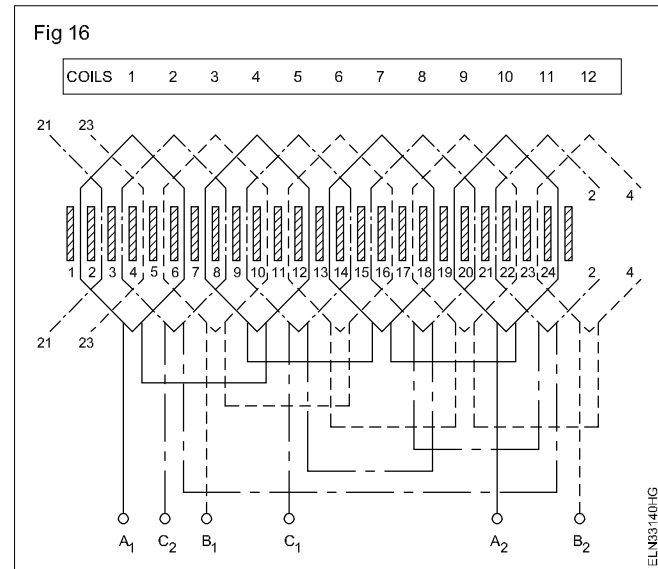 Fig 16
COILS 1 2 3 4 5 6 7 8 9 10 11 12
21 23
2 4
1 2 3 4 5 6 7 8 9 10 11 12 13 14 15 16 17 18 19 20 21 22 23 24
2 4
21 23
A1 C2 B1 C1 A2 B2
ELN33140HG